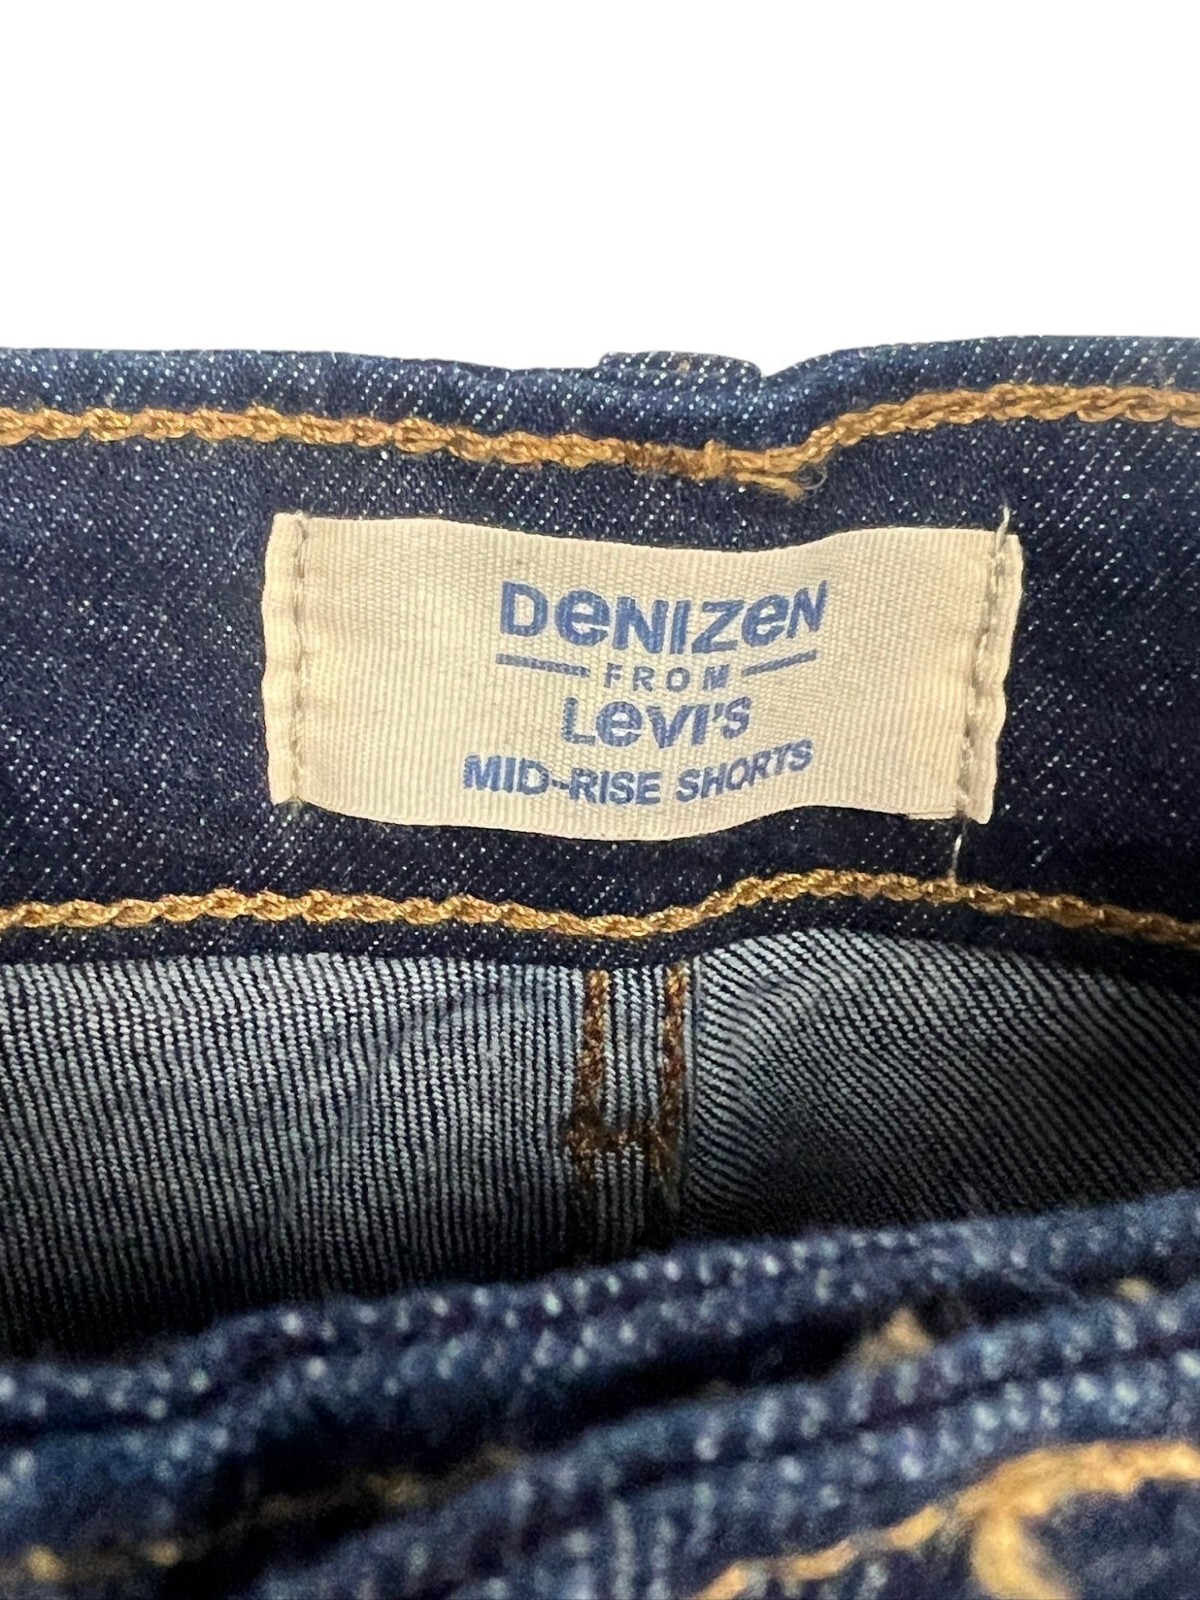 DeNIZeN
FROM
LeVI'S
MID-RISE SHORTS